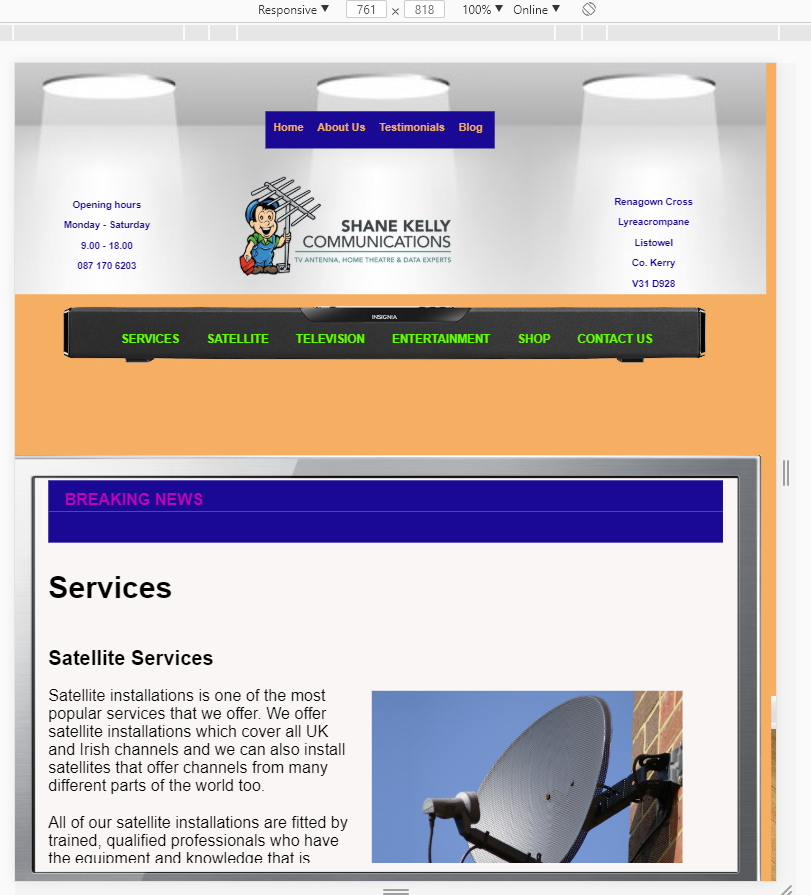 Responsive ▼ 761 × 818 100% ▼ Online ▼
Home About Us Testimonials Blog
Opening hours
Monday - Saturday
9.00 - 18.00
087 170 6203
SHANE KELLY
COMMUNICATIONS
TV ANTENNA, HOME THEATRE & DATA EXPERTS
Renagown Cross
Lyreacrompane
Listowel
Co. Kerry
V31 D928
INSIGNIA
SERVICES SATELLITE TELEVISION ENTERTAINMENT SHOP CONTACT US
BREAKING NEWS
Services
Satellite Services
Satellite installations is one of the most
popular services that we offer. We offer
satellite installations which cover all UK
and Irish channels and we can also install
satellites that offer channels from many
different parts of the world too.
All of our satellite installations are fitted by
trained, qualified professionals who have
the equipment and knowledge that is